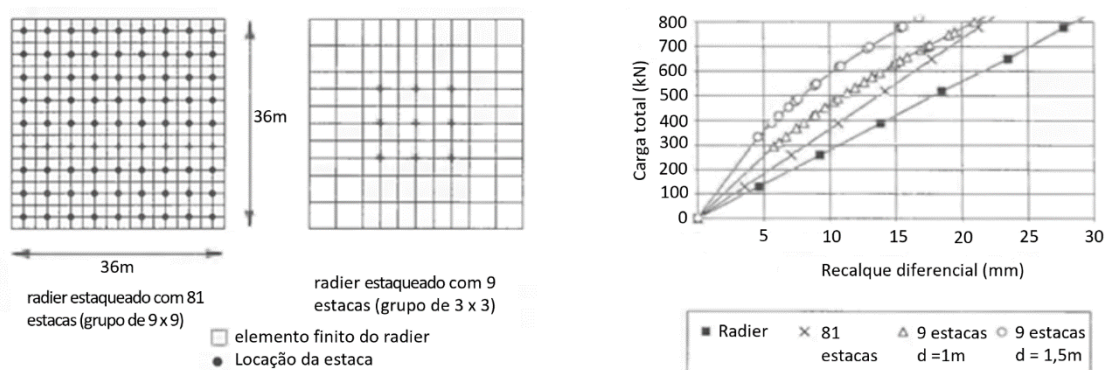 36m
36m
radier estaqueado com 81
estacas (grupo de 9 x 9)
radier estaqueado com 9
estacas (grupo de 3 x 3)
elemento finito do radier
Locação da estaca
Carga total (kN)
800
700
600
500
400
300
200
100
0
5 10 15 20 25 30
Recalque diferencial (mm)
Radier
81
estacas
9 estacas
d =1m
9 estacas
d = 1,5m